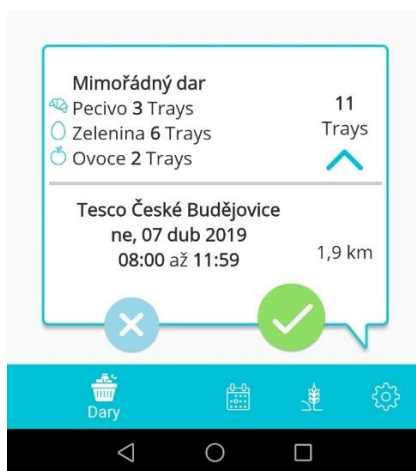 Mimořádný dar
Pecivo 3 Trays
Zelenina 6 Trays
Ovoce 2 Trays
11
Trays
Tesco České Budějovice
ne, 07 dub 2019
08:00 až 11:59
1,9 km
Dary